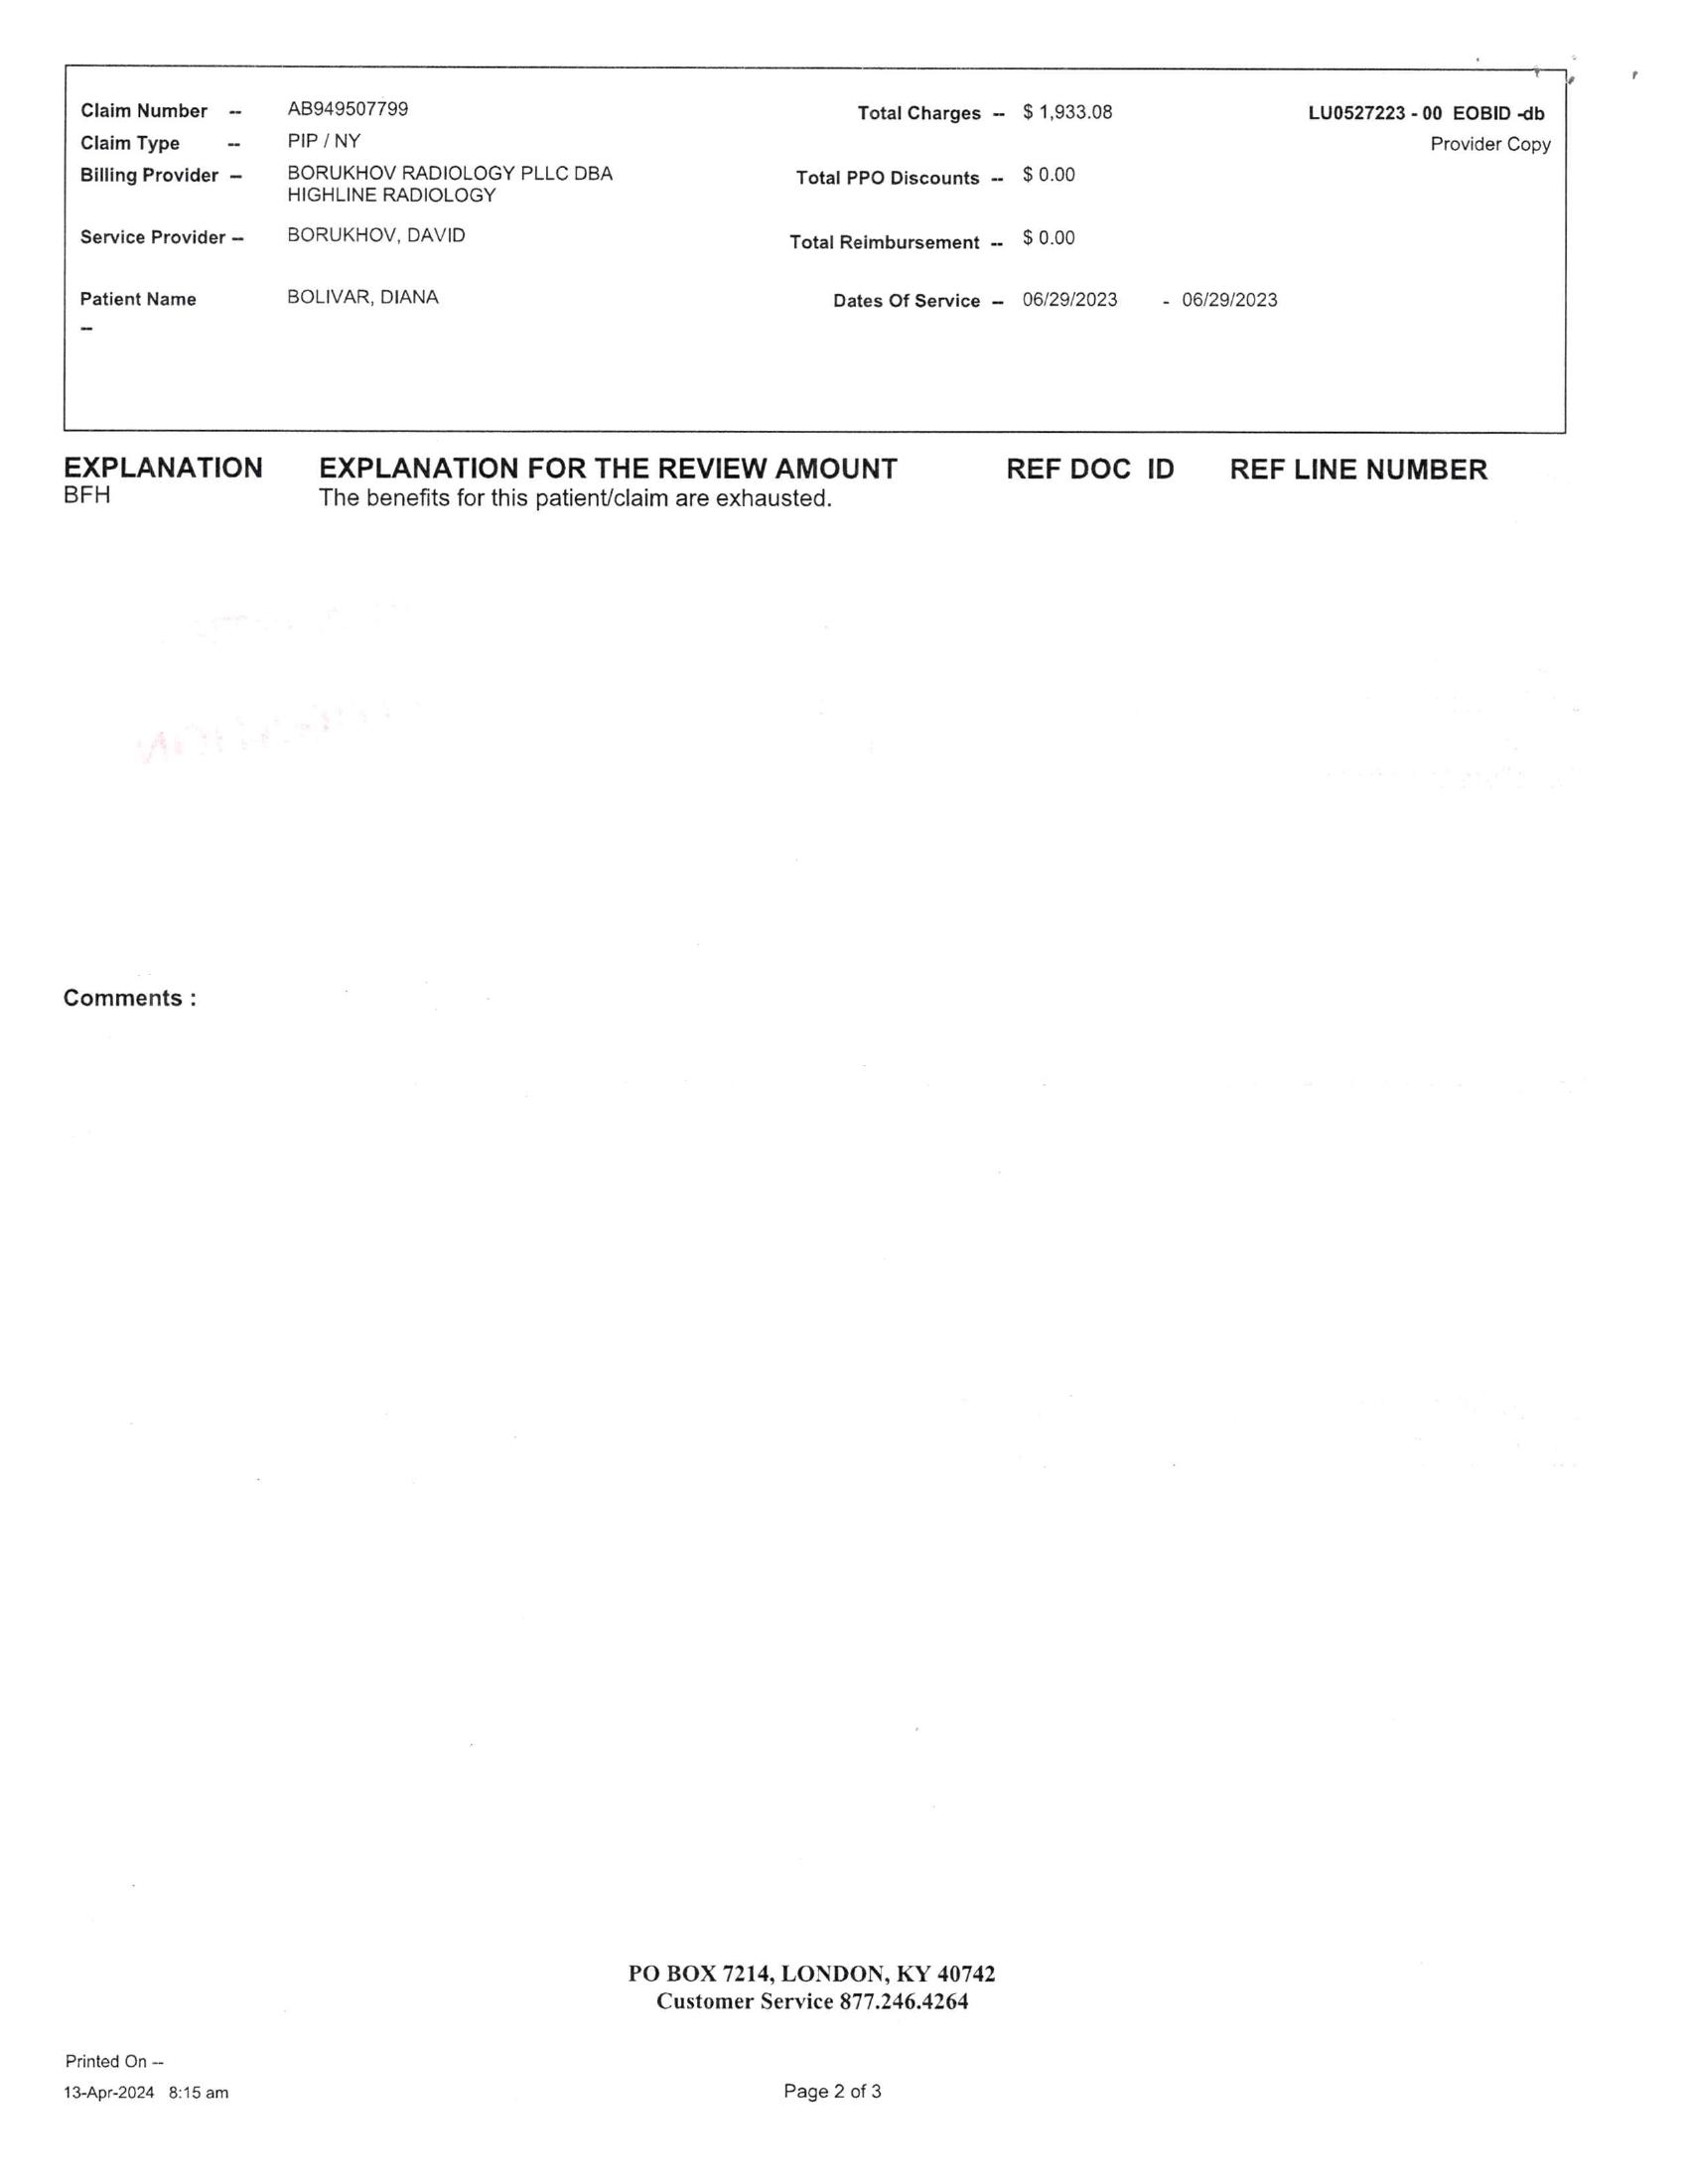 Claim Number -- AB949507799 Total Charges -- $ 1,933.08 LU0527223 - 00 EOBID -db
Claim Type -- PIP / NY Provider Copy
Billing Provider -- BORUKHOV RADIOLOGY PLLC DBA Total PPO Discounts -- $ 0.00
HIGHLINE RADIOLOGY
Service Provider -- BORUKHOV, DAVID Total Reimbursement -- $ 0.00
Patient Name BOLIVAR, DIANA Dates Of Service -- 06/29/2023 - 06/29/2023
--
EXPLANATION EXPLANATION FOR THE REVIEW AMOUNT REF DOC ID REF LINE NUMBER
BFH The benefits for this patient/claim are exhausted.
Comments :
PO BOX 7214, LONDON, KY 40742
Customer Service 877.246.4264
Printed On --
13-Apr-2024 8:15 am Page 2 of 3